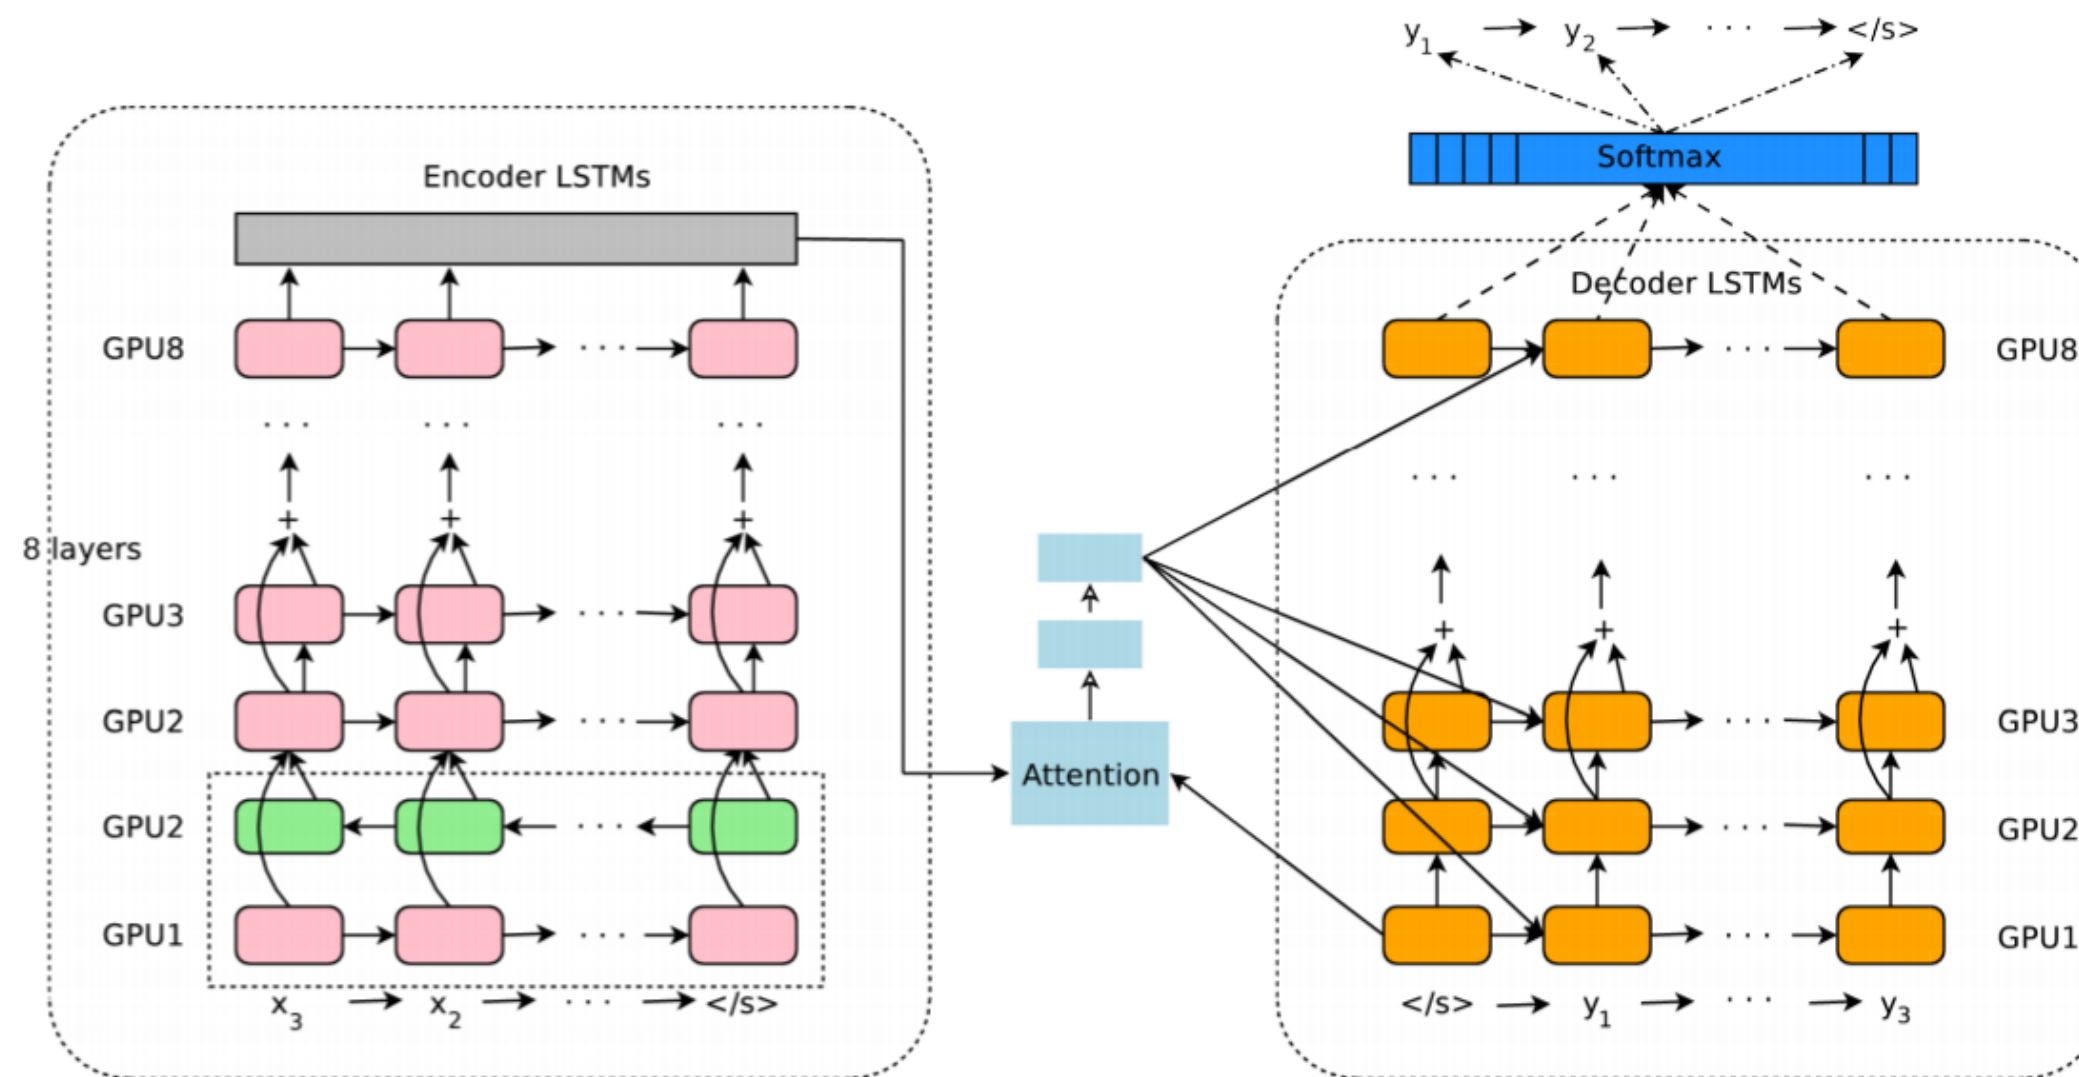 y1 y2 ... </s>
Softmax
Encoder LSTMs
Decoder LSTMs
GPU8
GPU8
8 layers
GPU3
GPU2
GPU2
GPU1
Attention
GPU3
GPU2
GPU1
x3 x2 ... </s>
</s> y1 ... y3